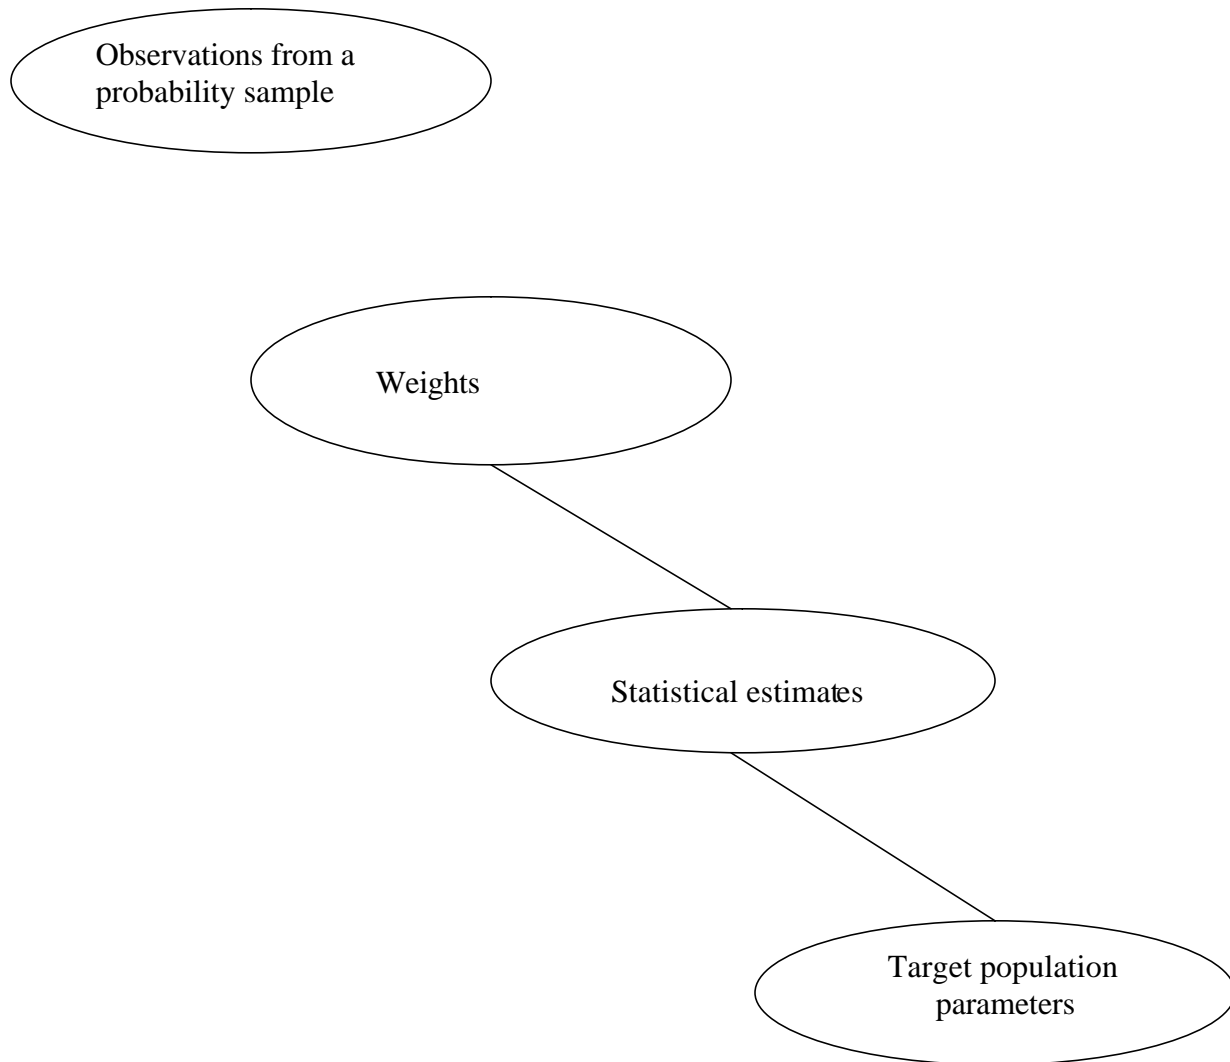 Observations from a
probability sample
Weights
Statistical estimates
Target population
parameters